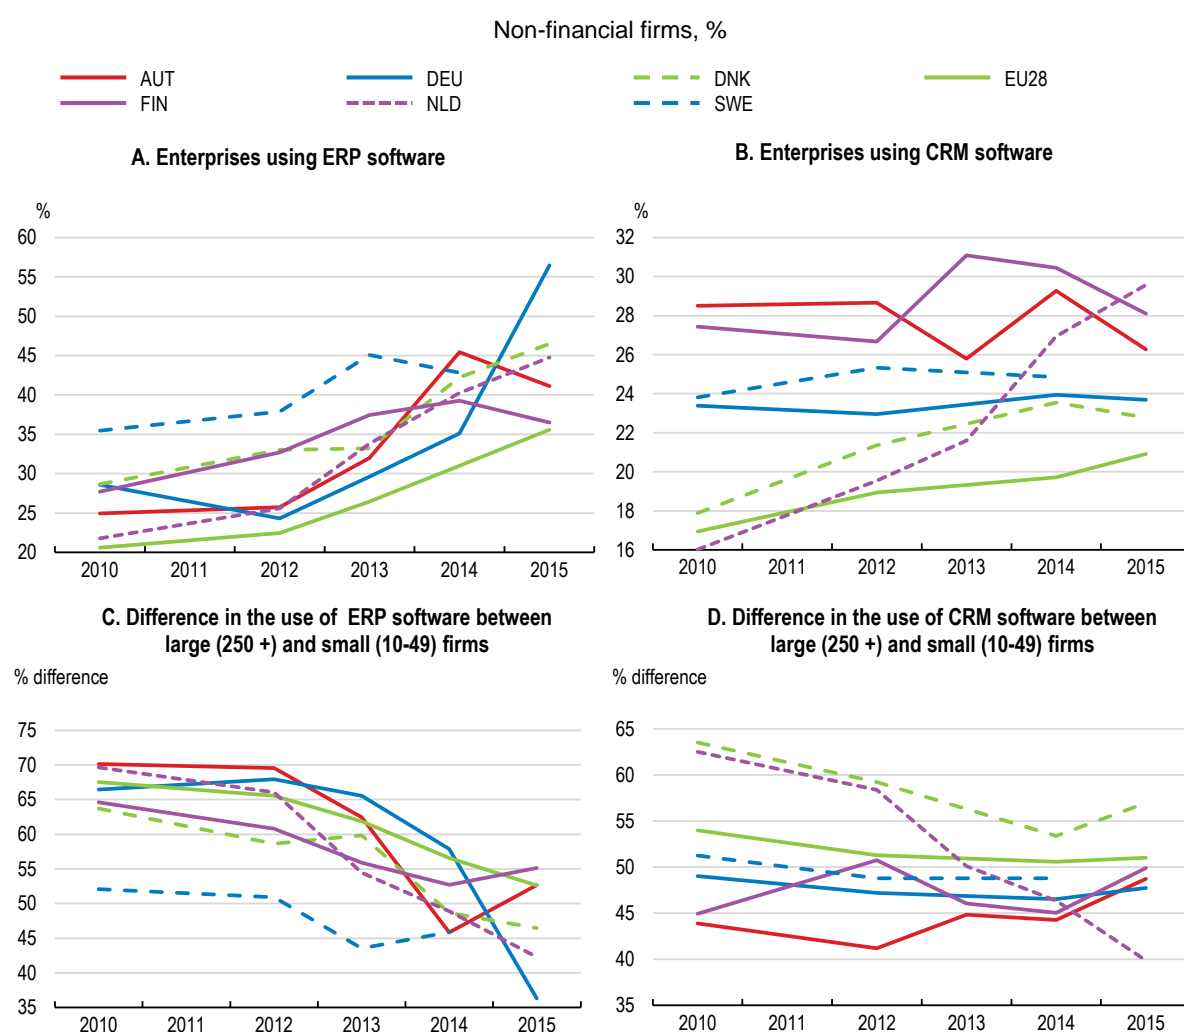 Non-financial firms, %
AUT DEU DNK EU28
FIN NLD SWE
A. Enterprises using ERP software
%
60
55
50
45
40
35
30
25
20
2010 2011 2012 2013 2014 2015
B. Enterprises using CRM software
%
32
30
28
26
24
22
20
18
16
2010 2011 2012 2013 2014 2015
C. Difference in the use of ERP software between
large (250 +) and small (10-49) firms
% difference
75
70
65
60
55
50
45
40
35
2010 2011 2012 2013 2014 2015
D. Difference in the use of CRM software between
large (250 +) and small (10-49) firms
% difference
65
60
55
50
45
40
35
2010 2011 2012 2013 2014 2015